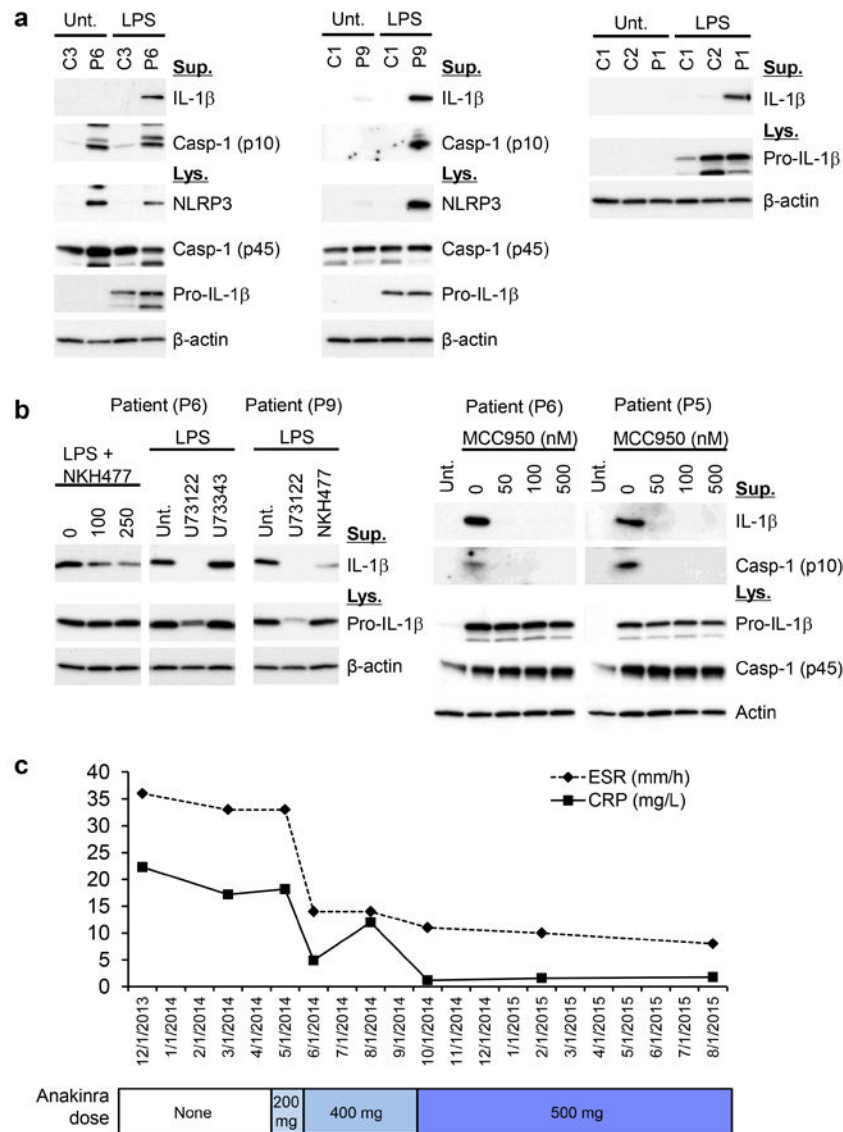 a
Unt. LPS
C3 P6 C3 P6
Sup.
IL-1β
Casp-1 (p10)
Lys.
NLRP3
Casp-1 (p45)
Pro-IL-1β
β-actin
Unt. LPS
C1 P9 C1 P9
Sup.
IL-1β
Casp-1 (p10)
Lys.
NLRP3
Casp-1 (p45)
Pro-IL-1β
β-actin
Unt. LPS
C1 C2 P1 C1 C2 P1
Sup.
IL-1β
Lys.
Pro-IL-1β
β-actin
b
Patient (P6) Patient (P9)
LPS + NKH477 LPS LPS
0 100 250 Unt. U73122 U73343 Unt. U73122 NKH477
Sup.
IL-1β
Lys.
Pro-IL-1β
β-actin
Patient (P6) Patient (P5)
MCC950 (nM) MCC950 (nM)
Unt. 0 50 100 500 Unt. 0 50 100 500
Sup.
IL-1β
Casp-1 (p10)
Lys.
Pro-IL-1β
Casp-1 (p45)
Actin
c
40
35
30
25
20
15
10
5
0
ESR (mm/h)
CRP (mg/L)
12/1/2013 1/1/2014 2/1/2014 3/1/2014 4/1/2014 5/1/2014 6/1/2014 7/1/2014 8/1/2014 9/1/2014 10/1/2014 11/1/2014 12/1/2014 1/1/2015 2/1/2015 3/1/2015 4/1/2015 5/1/2015 6/1/2015 7/1/2015 8/1/2015
Anakinra dose
None 200 mg 400 mg 500 mg